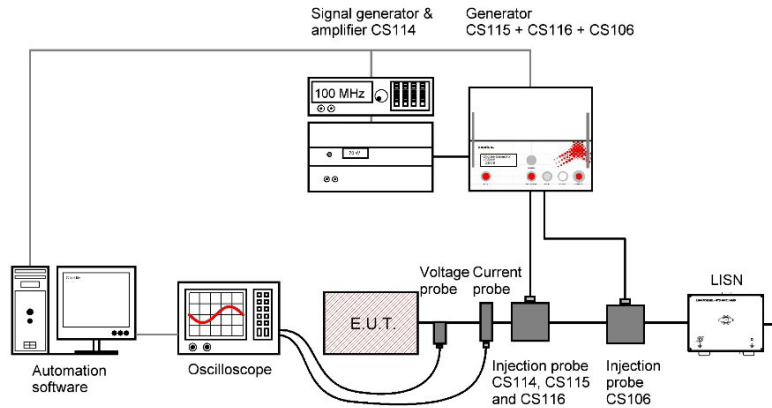 Signal generator &
amplifier CS114
Generator
CS115 + CS116 + CS106
100 MHz
Voltage
probe
Current
probe
LISN
E.U.T.
Automation
software
Oscilloscope
Injection probe
CS114, CS115
and CS116
Injection
probe
CS106